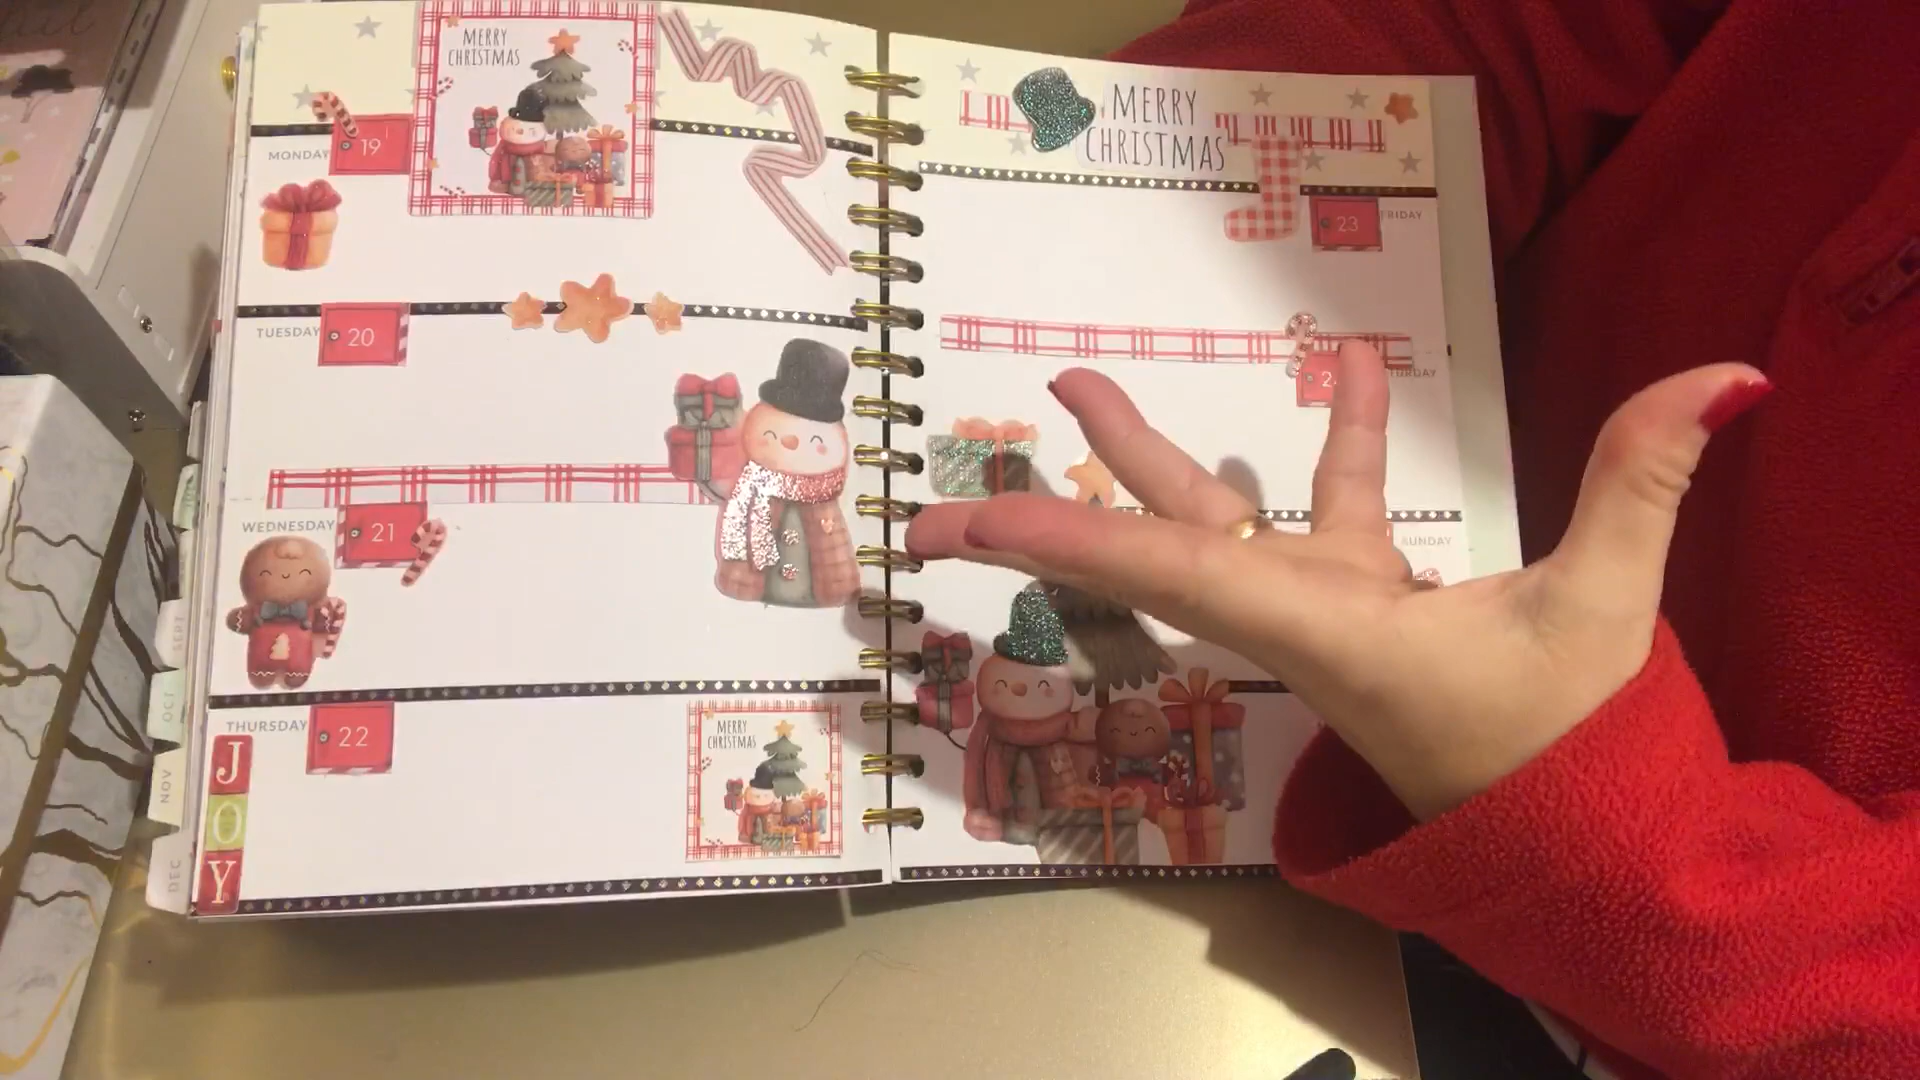 MERRY
CHRISTMAS
MONDAY
19
TUESDAY
20
WEDNESDAY
21
THURSDAY
22
J
O
Y
MERRY
CHRISTMAS
MERRY
CHRISTMAS
23
FRIDAY
SUNDAY
SEPT
OCT
NOV
DEC